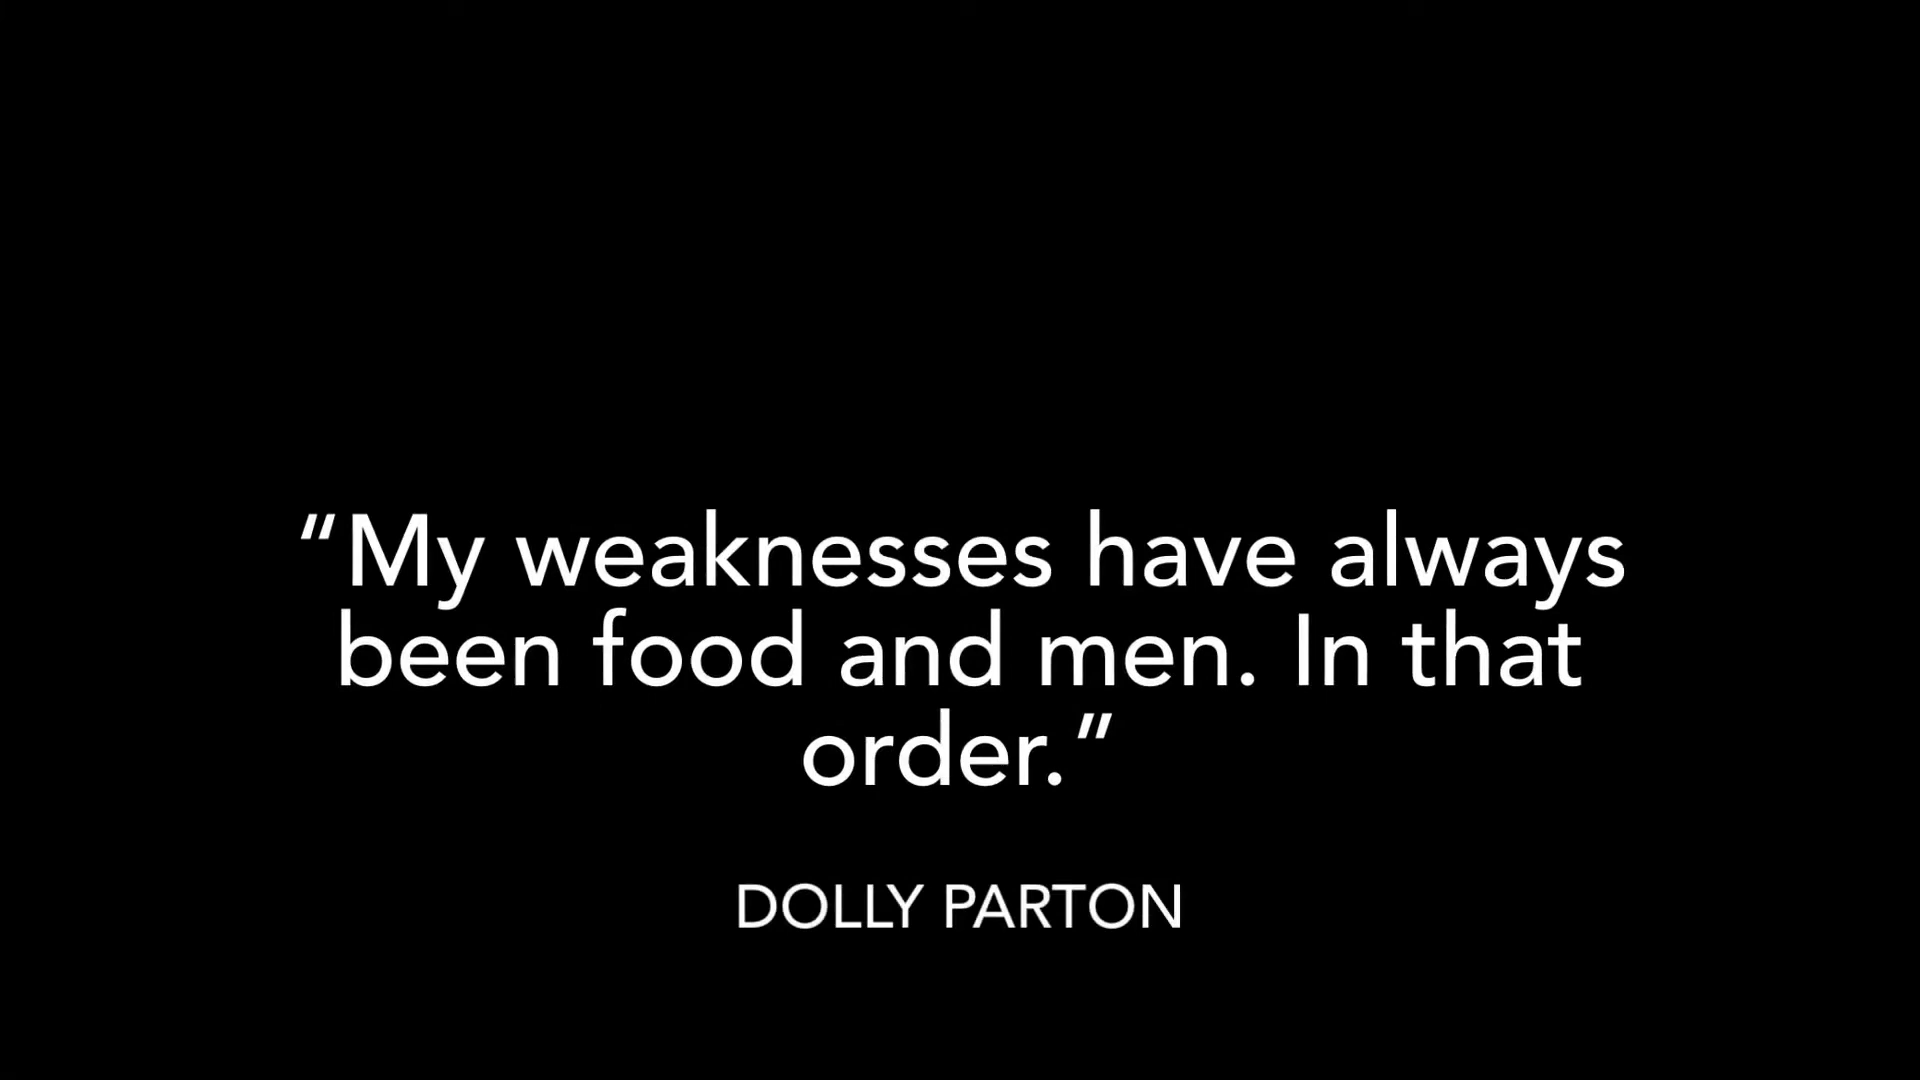 “My weaknesses have always
been food and men. In that
order.”
DOLLY PARTON